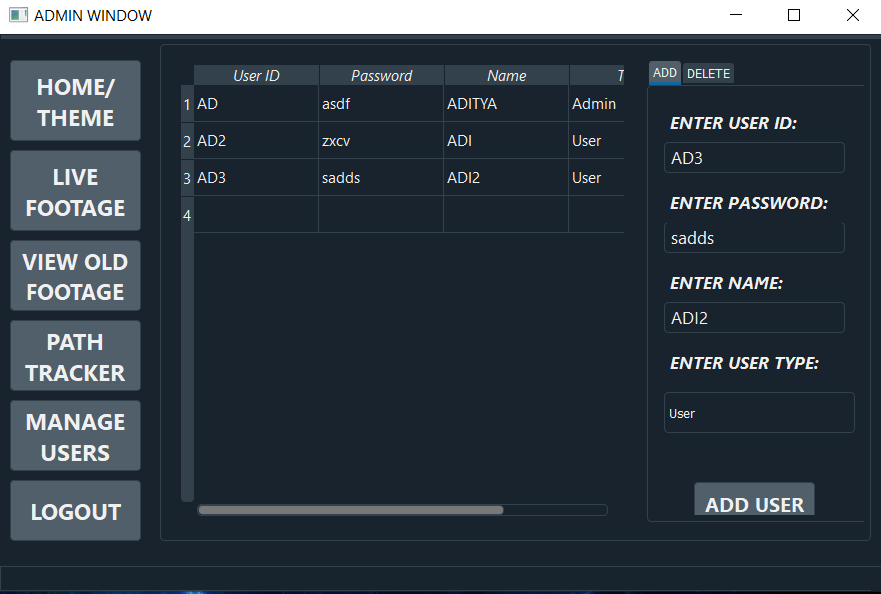 ADMIN WINDOW
HOME/
THEME
LIVE
FOOTAGE
VIEW OLD
FOOTAGE
PATH
TRACKER
MANAGE
USERS
LOGOUT
User ID Password Name T
1 AD asdf ADITYA Admin
2 AD2 zxcv ADI User
3 AD3 sadds ADI2 User
4
ADD DELETE
ENTER USER ID:
AD3
ENTER PASSWORD:
sadds
ENTER NAME:
ADI2
ENTER USER TYPE:
User
ADD USER